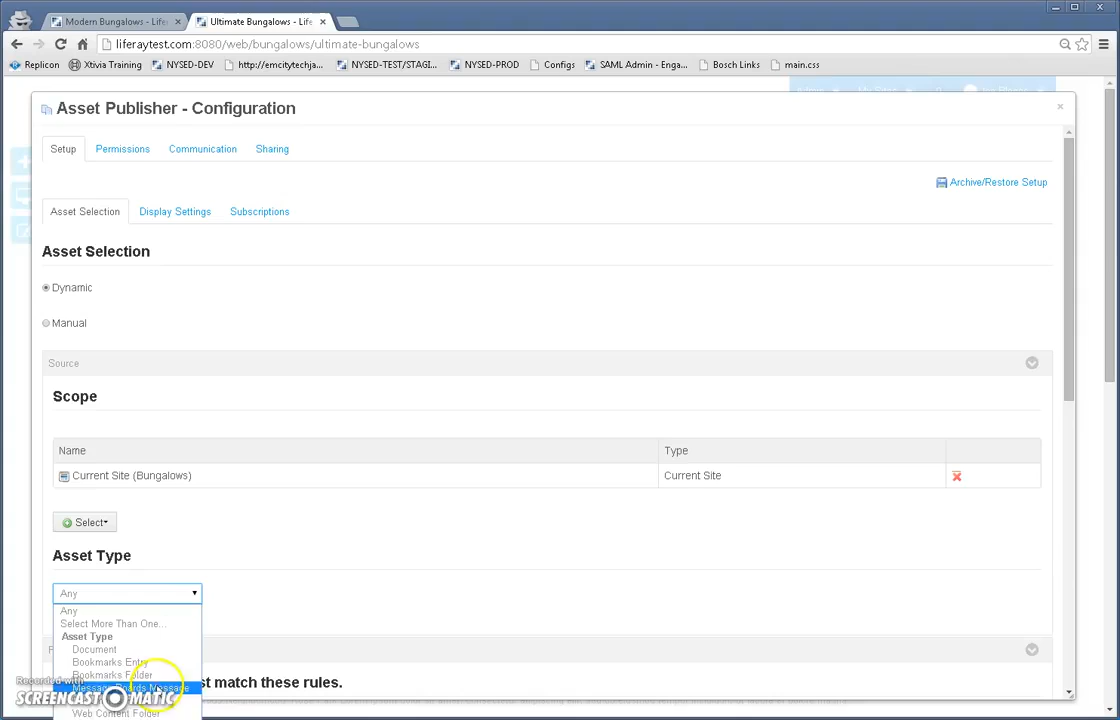 Modern Bungalows - Life
Ultimate Bungalows - Life
liferaytest.com:8080/web/bungalows/ultimate-bungalows
Replicon
Xtivia Training
NYSED-DEV
http://emcitytechja...
NYSED-TEST/STAGI...
NYSED-PROD
Configs
SAML Admin - Enga...
Bosch Links
main.css
Asset Publisher - Configuration
Setup
Permissions
Communication
Sharing
Archive/Restore Setup
Asset Selection
Display Settings
Subscriptions
Asset Selection
Dynamic
Manual
Source
Scope
Name
Type
Current Site (Bungalows)
Current Site
Select
Asset Type
Any
Any
Select More Than One...
Asset Type
Document
Bookmarks Entry
Bookmarks Folder
Message Boards Message
Web Content Folder
st match these rules.
Recorded with
SCREENCAST MATIC